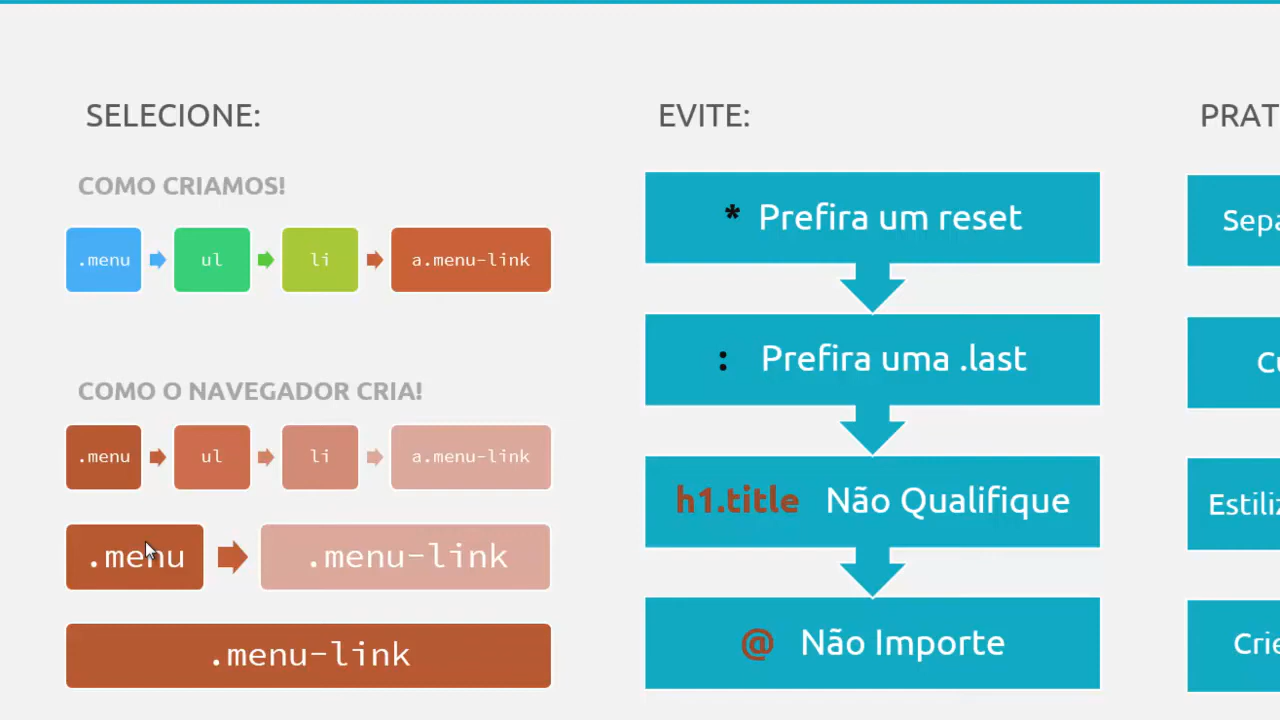 SELECIONE:
COMO CRIAMOS!
.menu ul li a.menu-link
COMO O NAVEGADOR CRIA!
.menu ul li a.menu-link
.menu .menu-link
.menu-link
EVITE:
* Prefira um reset
: Prefira uma .last
h1.title Não Qualifique
@ Não Importe
PRAT
Sepa
Cu
Estiliz
Crie